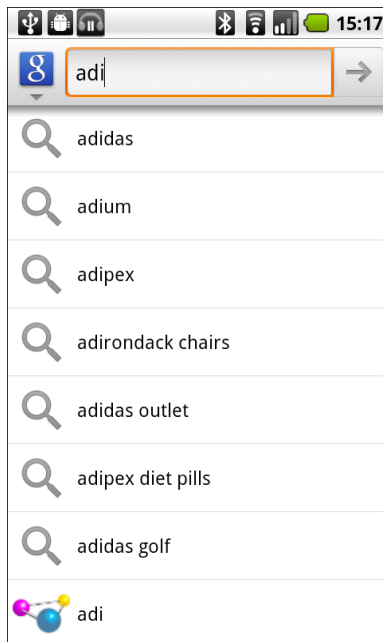 15:17
g
adi
adidas
adium
adipex
adirondack chairs
adidas outlet
adipex diet pills
adidas golf
adi